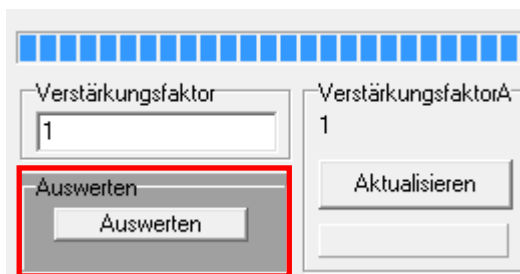 Verstärkungsfaktor
1
Auswerten
Auswerten
VerstärkungsfaktorA
1
Aktualisieren